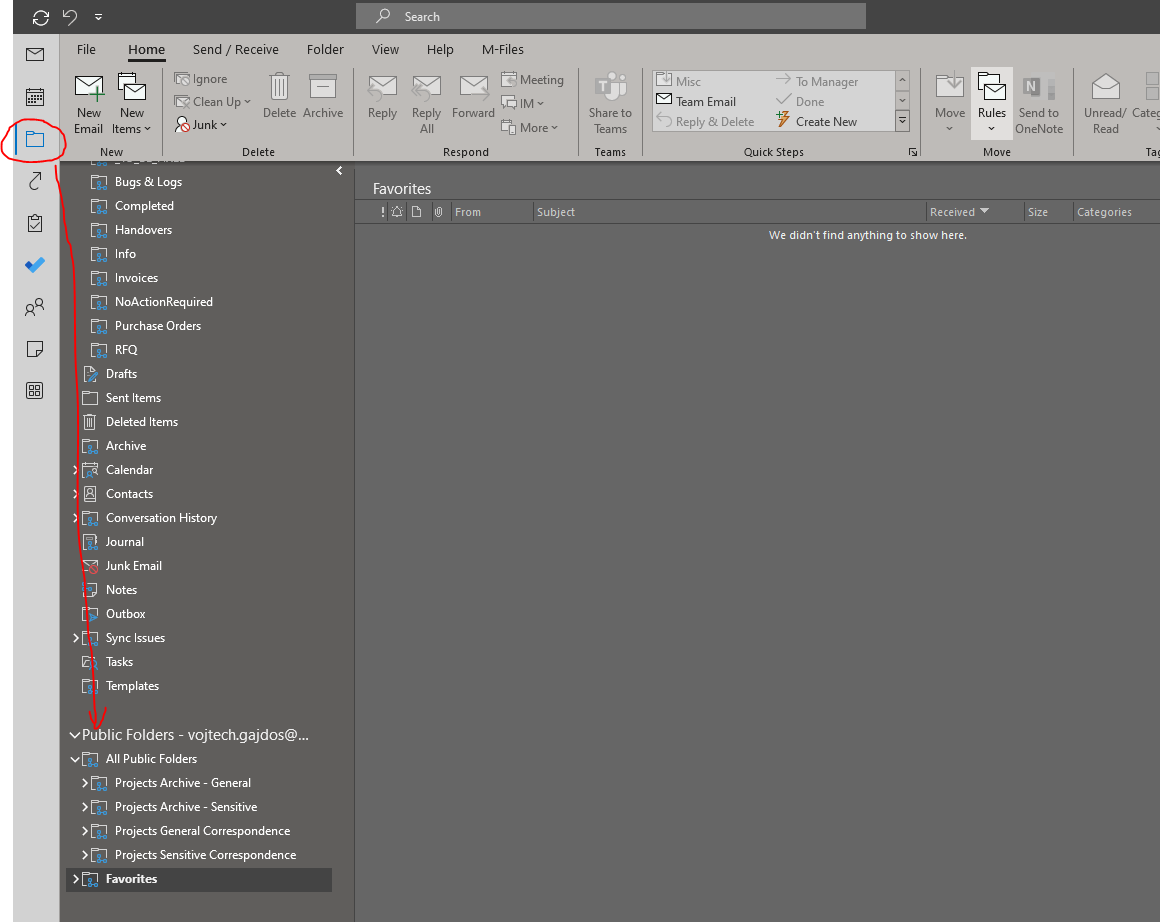 Search
File Home Send / Receive Folder View Help M-Files
New Email
New Items
Ignore
Clean Up
Junk
Delete
Archive
Reply
Reply All
Forward
Meeting
IM
More
Share to Teams
Misc
Team Email
Reply & Delete
To Manager
Done
Create New
Move
Rules
Send to OneNote
Unread/ Read
Categ
New
Delete
Respond
Teams
Quick Steps
Move
Tag
Bugs & Logs
Completed
Handovers
Info
Invoices
NoActionRequired
Purchase Orders
RFQ
Drafts
Sent Items
Deleted Items
Archive
Calendar
Contacts
Conversation History
Journal
Junk Email
Notes
Outbox
Sync Issues
Tasks
Templates
Public Folders - vojtech.gajdos@...
All Public Folders
Projects Archive - General
Projects Archive - Sensitive
Projects General Correspondence
Projects Sensitive Correspondence
Favorites
Favorites
! From Subject Received Size Categories
We didn't find anything to show here.